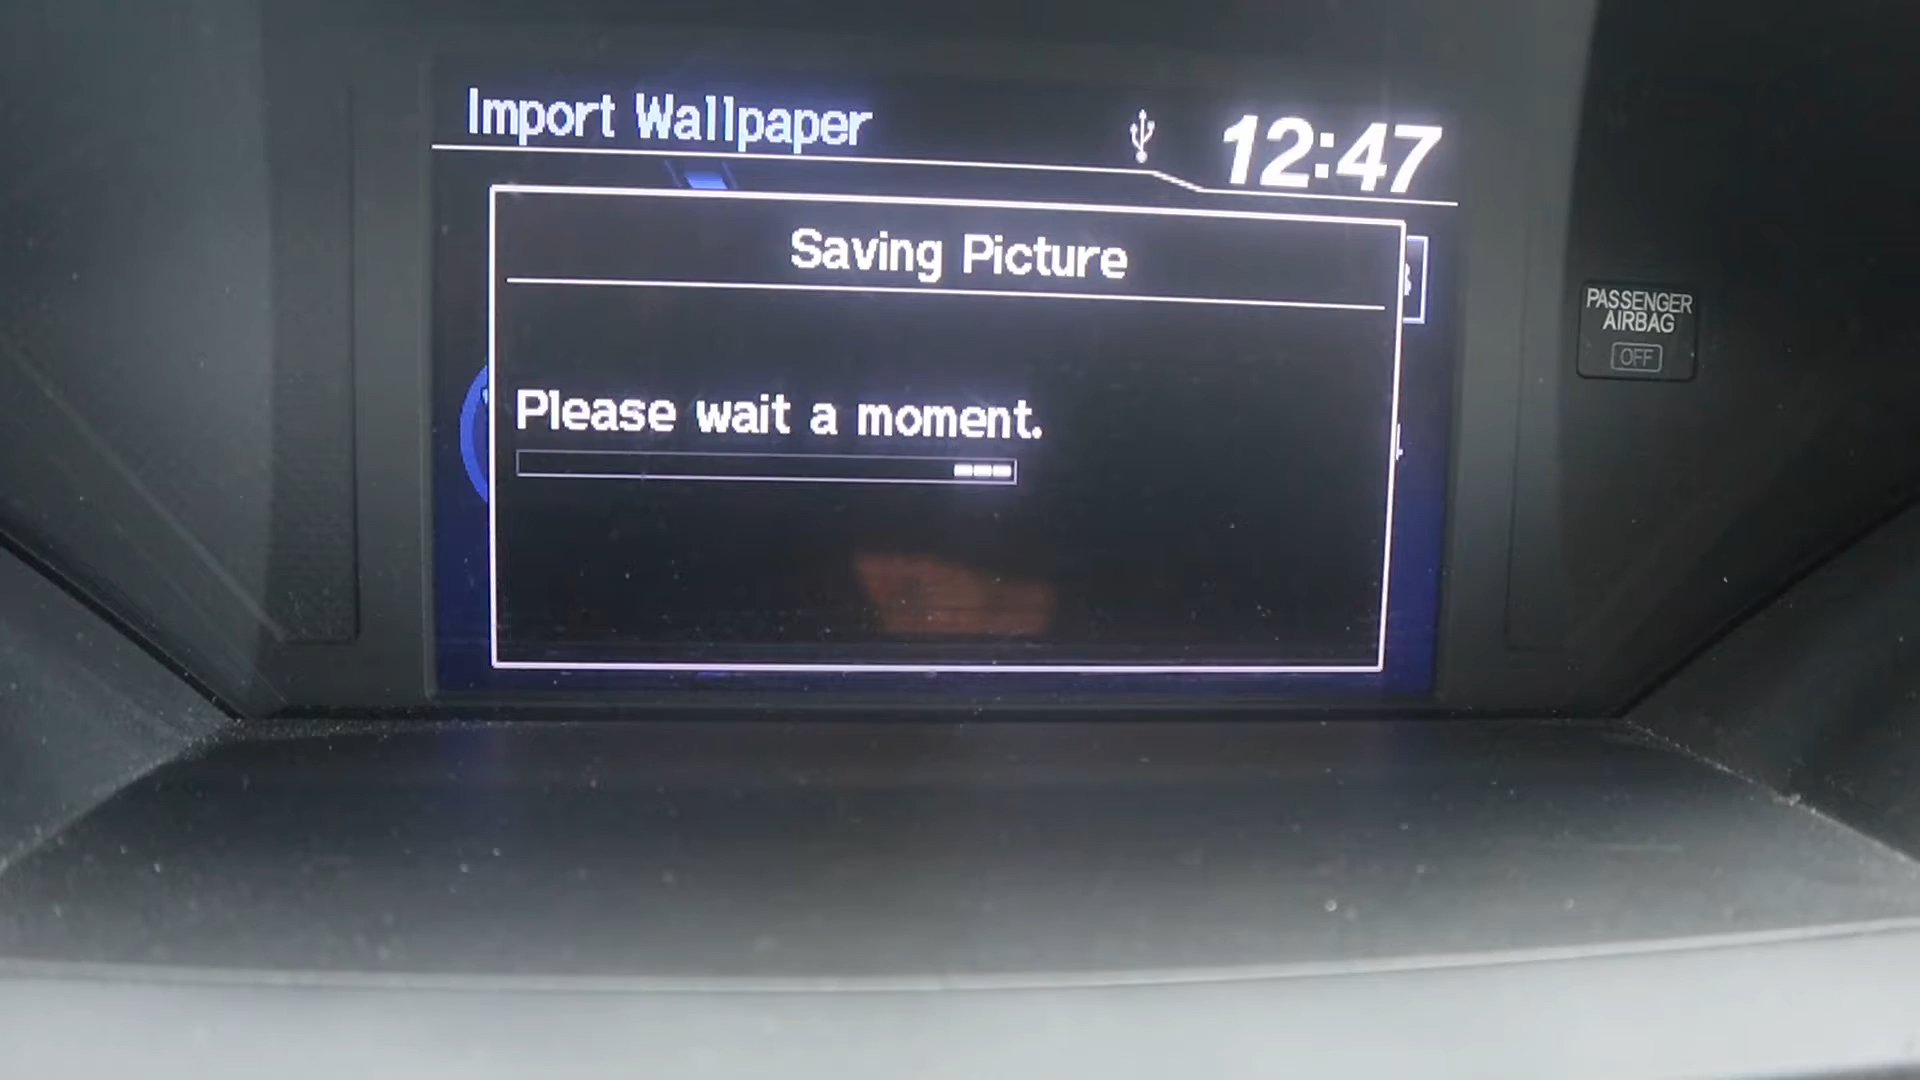 Import Wallpaper
12:47
Saving Picture
Please wait a moment.
PASSENGER
AIRBAG
OFF